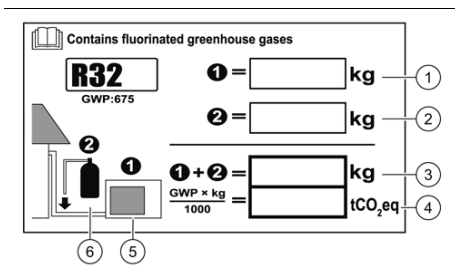 Contains fluorinated greenhouse gases
R32
GWP:675
❶ = kg ①
❷ = kg ②
❶+❷ = kg ③
GWP × kg
1000
= tCO₂eq ④
❷
❶
⑥ ⑤